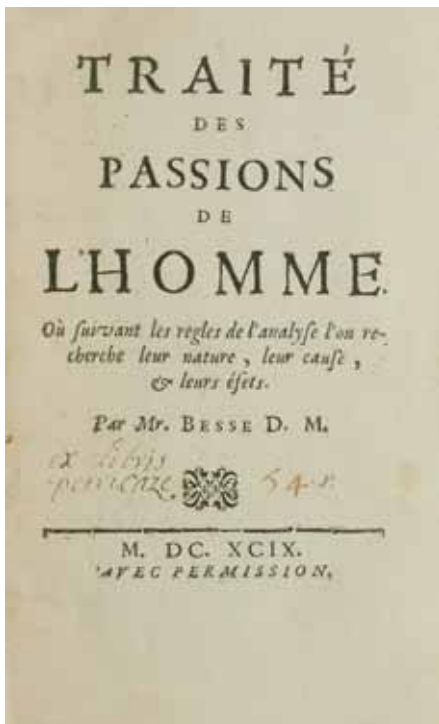 TRAITÉ
DES
PASSIONS
DE
L'HOMME.
Où ſuivant les regles de l'analyſe l'on re-
cherche leur nature, leur cauſe,
& leurs éfets.
Par Mr. BESSE D. M.
ex libris
54
M. DC. XCIX.
AVEC PERMISSION,